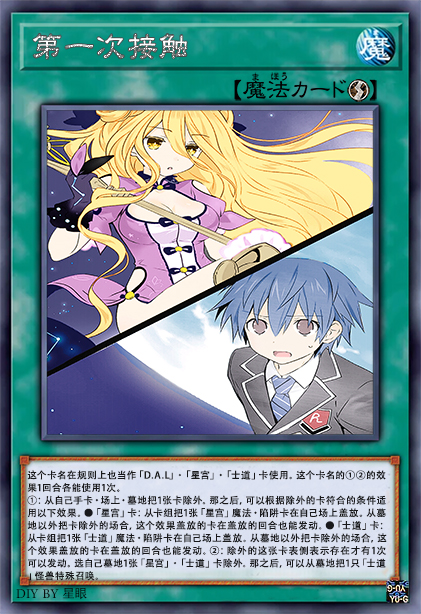 第一次接触
魔
まほう
【魔法カード】
PL
这个卡名在规则上也当作「D.A.L」·「星宫」·「士道」卡使用。这个卡名的①②的效
果1回合各能使用1次。
①：从自己手卡·场上·墓地把1张卡除外。那之后，可以根据除外的卡符合的条件适
用以下效果。●「星宫」卡：从卡组把1张「星宫」魔法·陷阱卡在自己场上盖放。从墓
地以外把卡除外的场合，这个效果盖放的卡在盖放的回合也能发动。●「士道」卡：
从卡组把1张「士道」魔法·陷阱卡在自己场上盖放。从墓地以外把卡除外的场合，这
个效果盖放的卡在盖放的回合也能发动。②：除外的这张卡表侧表示存在才有1次
可以发动。选自己墓地1张「星宫」·「士道」卡除外。那之后，可以从墓地把1只「士道」
怪兽特殊召唤。
DIY BY 星眼